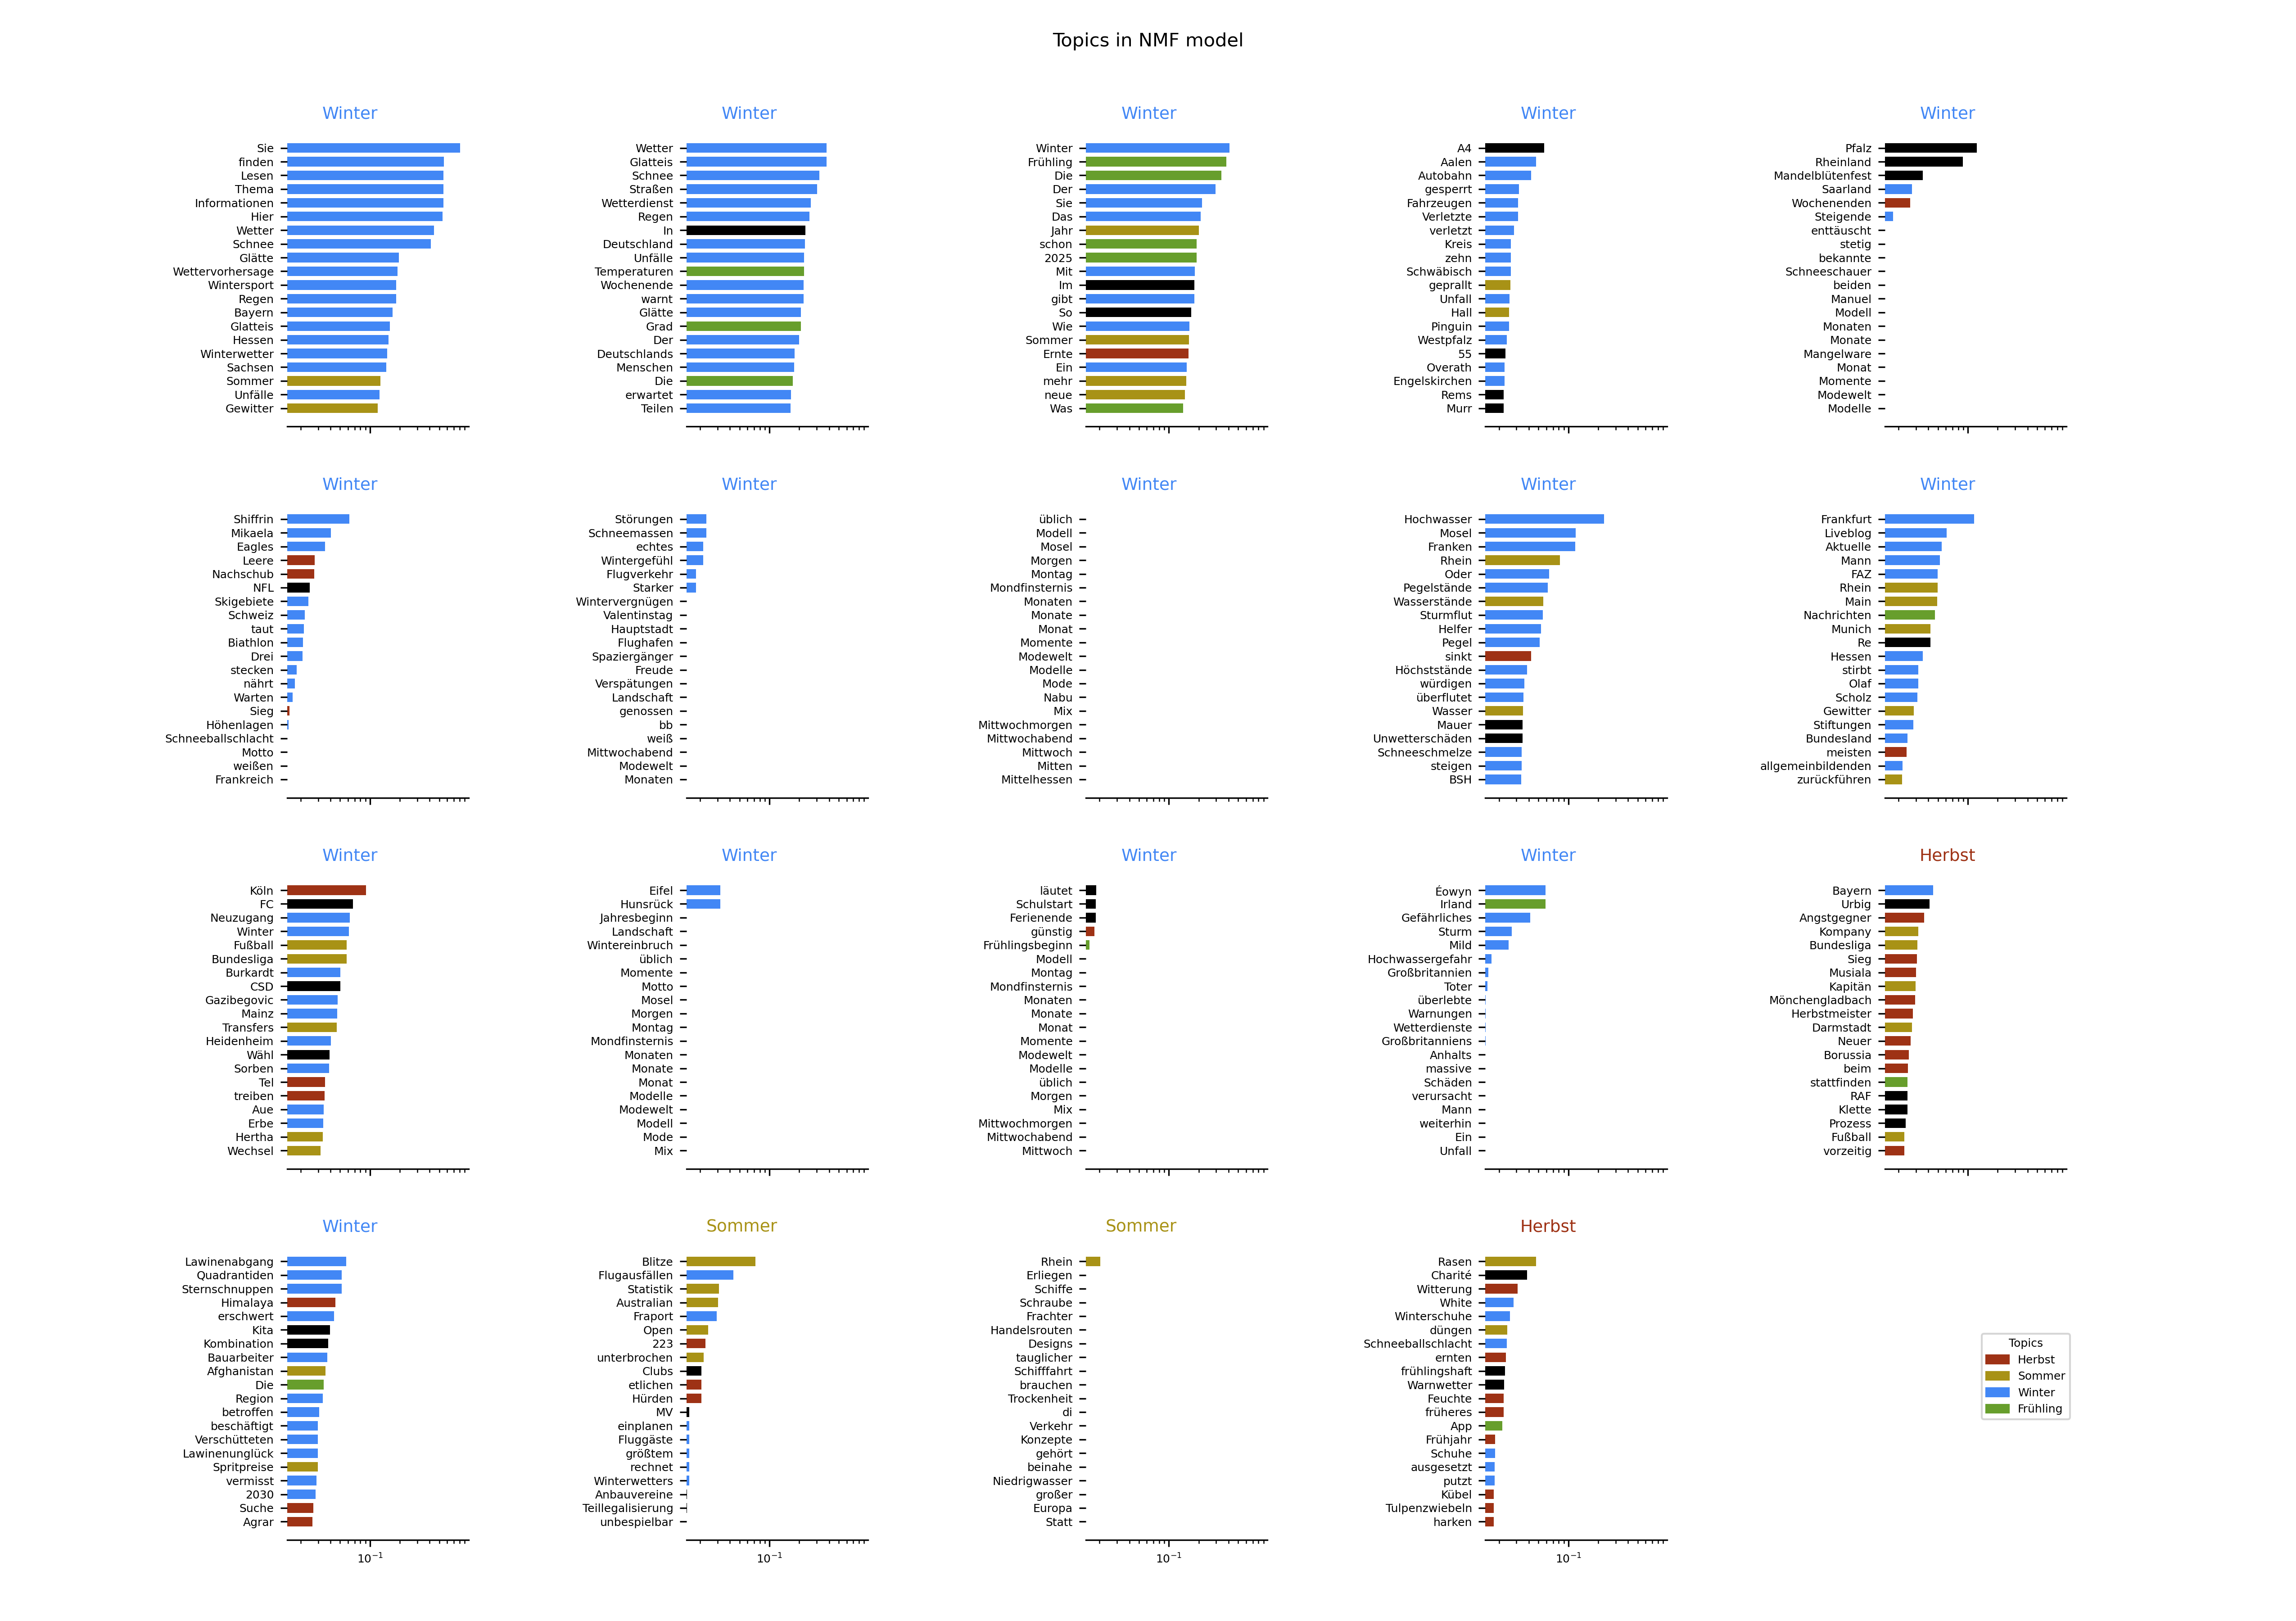 Topics in NMF model
Winter
Sie
finden
Lesen
Thema
Informationen
Hier
Wetter
Schnee
Glätte
Wettervorhersage
Wintersport
Regen
Bayern
Glatteis
Hessen
Winterwetter
Sachsen
Sommer
Unfälle
Gewitter
Winter
Wetter
Glatteis
Schnee
Straßen
Wetterdienst
Regen
In
Deutschland
Unfälle
Temperaturen
Wochenende
warnt
Glätte
Grad
Der
Deutschlands
Menschen
Die
erwartet
Teilen
Winter
Winter
Frühling
Die
Der
Sie
Das
Jahr
schon
2025
Mit
Im
gibt
So
Wie
Sommer
Ernte
Ein
mehr
neue
Was
Winter
A4
Aalen
Autobahn
gesperrt
Fahrzeugen
Verletzte
verletzt
Kreis
zehn
Schwäbisch
geprallt
Unfall
Hall
Pinguin
Westpfalz
55
Overath
Engelskirchen
Rems
Murr
Winter
Pfalz
Rheinland
Mandelblütenfest
Saarland
Wochenenden
Steigende
enttäuscht
stetig
bekannte
Schneeschauer
beiden
Manuel
Modell
Monaten
Monate
Mangelware
Monat
Momente
Modewelt
Modelle
Winter
Shiffrin
Mikaela
Eagles
Leere
Nachschub
NFL
Skigebiete
Schweiz
taut
Biathlon
Drei
stecken
nährt
Warten
Sieg
Höhenlagen
Schneeballschlacht
Motto
weißen
Frankreich
Winter
Störungen
Schneemassen
echtes
Wintergefühl
Flugverkehr
Starker
Wintervergnügen
Valentinstag
Hauptstadt
Flughafen
Spaziergänger
Freude
Verspätungen
Landschaft
genossen
bb
weiß
Mittwochabend
Modewelt
Monaten
Winter
üblich
Modell
Mosel
Morgen
Montag
Mondfinsternis
Monaten
Monate
Monat
Momente
Modewelt
Modelle
Mode
Nabu
Mix
Mittwochmorgen
Mittwochabend
Mittwoch
Mitten
Mittelhessen
Winter
Hochwasser
Mosel
Franken
Rhein
Oder
Pegelstände
Wasserstände
Sturmflut
Helfer
Pegel
sinkt
Höchststände
würdigen
überflutet
Wasser
Mauer
Unwetterschäden
Schneeschmelze
steigen
BSH
Winter
Frankfurt
Liveblog
Aktuelle
Mann
FAZ
Rhein
Main
Nachrichten
Munich
Re
Hessen
stirbt
Olaf
Scholz
Gewitter
Stiftungen
Bundesland
meisten
allgemeinbildenden
zurückführen
Winter
Köln
FC
Neuzugang
Winter
Fußball
Bundesliga
Burkardt
CSD
Gazibegovic
Mainz
Transfers
Heidenheim
Wähl
Sorben
Tel
treiben
Aue
Erbe
Hertha
Wechsel
Winter
Eifel
Hunsrück
Jahresbeginn
Landschaft
Wintereinbruch
üblich
Momente
Motto
Mosel
Morgen
Montag
Mondfinsternis
Monaten
Monate
Monat
Modelle
Modewelt
Modell
Mode
Mix
Winter
läutet
Schulstart
Ferienende
günstig
Frühlingsbeginn
Modell
Montag
Mondfinsternis
Monaten
Monate
Monat
Momente
Modewelt
Modelle
üblich
Morgen
Mix
Mittwochmorgen
Mittwochabend
Mittwoch
Winter
Éowyn
Irland
Gefährliches
Sturm
Mild
Hochwassergefahr
Großbritannien
Toter
überlebte
Warnungen
Wetterdienste
Großbritanniens
Anhalts
massive
Schäden
verursacht
Mann
weiterhin
Ein
Unfall
Herbst
Bayern
Urbig
Angstgegner
Kompany
Bundesliga
Sieg
Musiala
Kapitän
Mönchengladbach
Herbstmeister
Darmstadt
Neuer
Borussia
beim
stattfinden
RAF
Klette
Prozess
Fußball
vorzeitig
Winter
Lawinenabgang
Quadrantiden
Sternschnuppen
Himalaya
erschwert
Kita
Kombination
Bauarbeiter
Afghanistan
Die
Region
betroffen
beschäftigt
Verschütteten
Lawinenunglück
Spritpreise
vermisst
2030
Suche
Agrar
10⁻¹
Sommer
Blitze
Flugausfällen
Statistik
Australian
Fraport
Open
223
unterbrochen
Clubs
etlichen
Hürden
MV
einplanen
Fluggäste
größtem
rechnet
Winterwetters
Anbauvereine
Teillegalisierung
unbespielbar
10⁻¹
Sommer
Rhein
Erliegen
Schiffe
Schraube
Frachter
Handelsrouten
Designs
tauglicher
Schifffahrt
brauchen
Trockenheit
di
Verkehr
Konzepte
gehört
beinahe
Niedrigwasser
großer
Europa
Statt
10⁻¹
Herbst
Rasen
Charité
Witterung
White
Winterschuhe
düngen
Schneeballschlacht
ernten
frühlingshaft
Warnwetter
Feuchte
früheres
App
Frühjahr
Schuhe
ausgesetzt
putzt
Kübel
Tulpenzwiebeln
harken
10⁻¹
Topics
Herbst
Sommer
Winter
Frühling